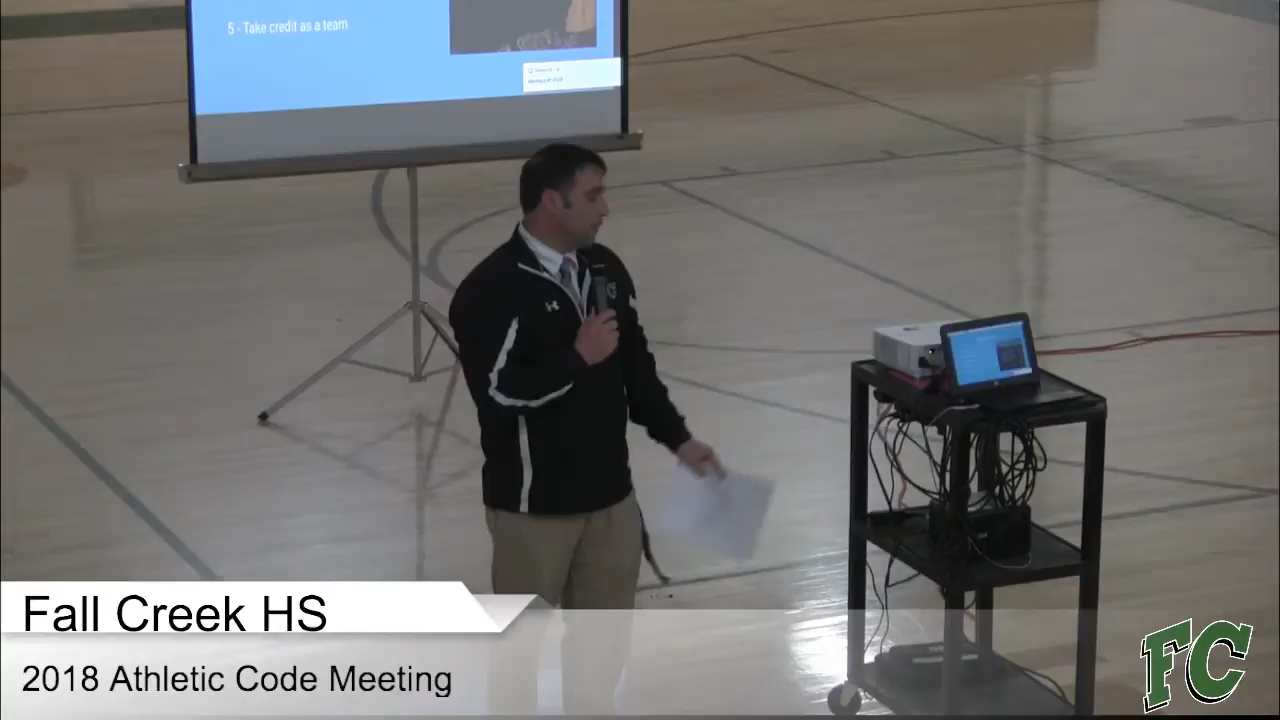 5 - Take credit as a team
Fall Creek HS
2018 Athletic Code Meeting
FC